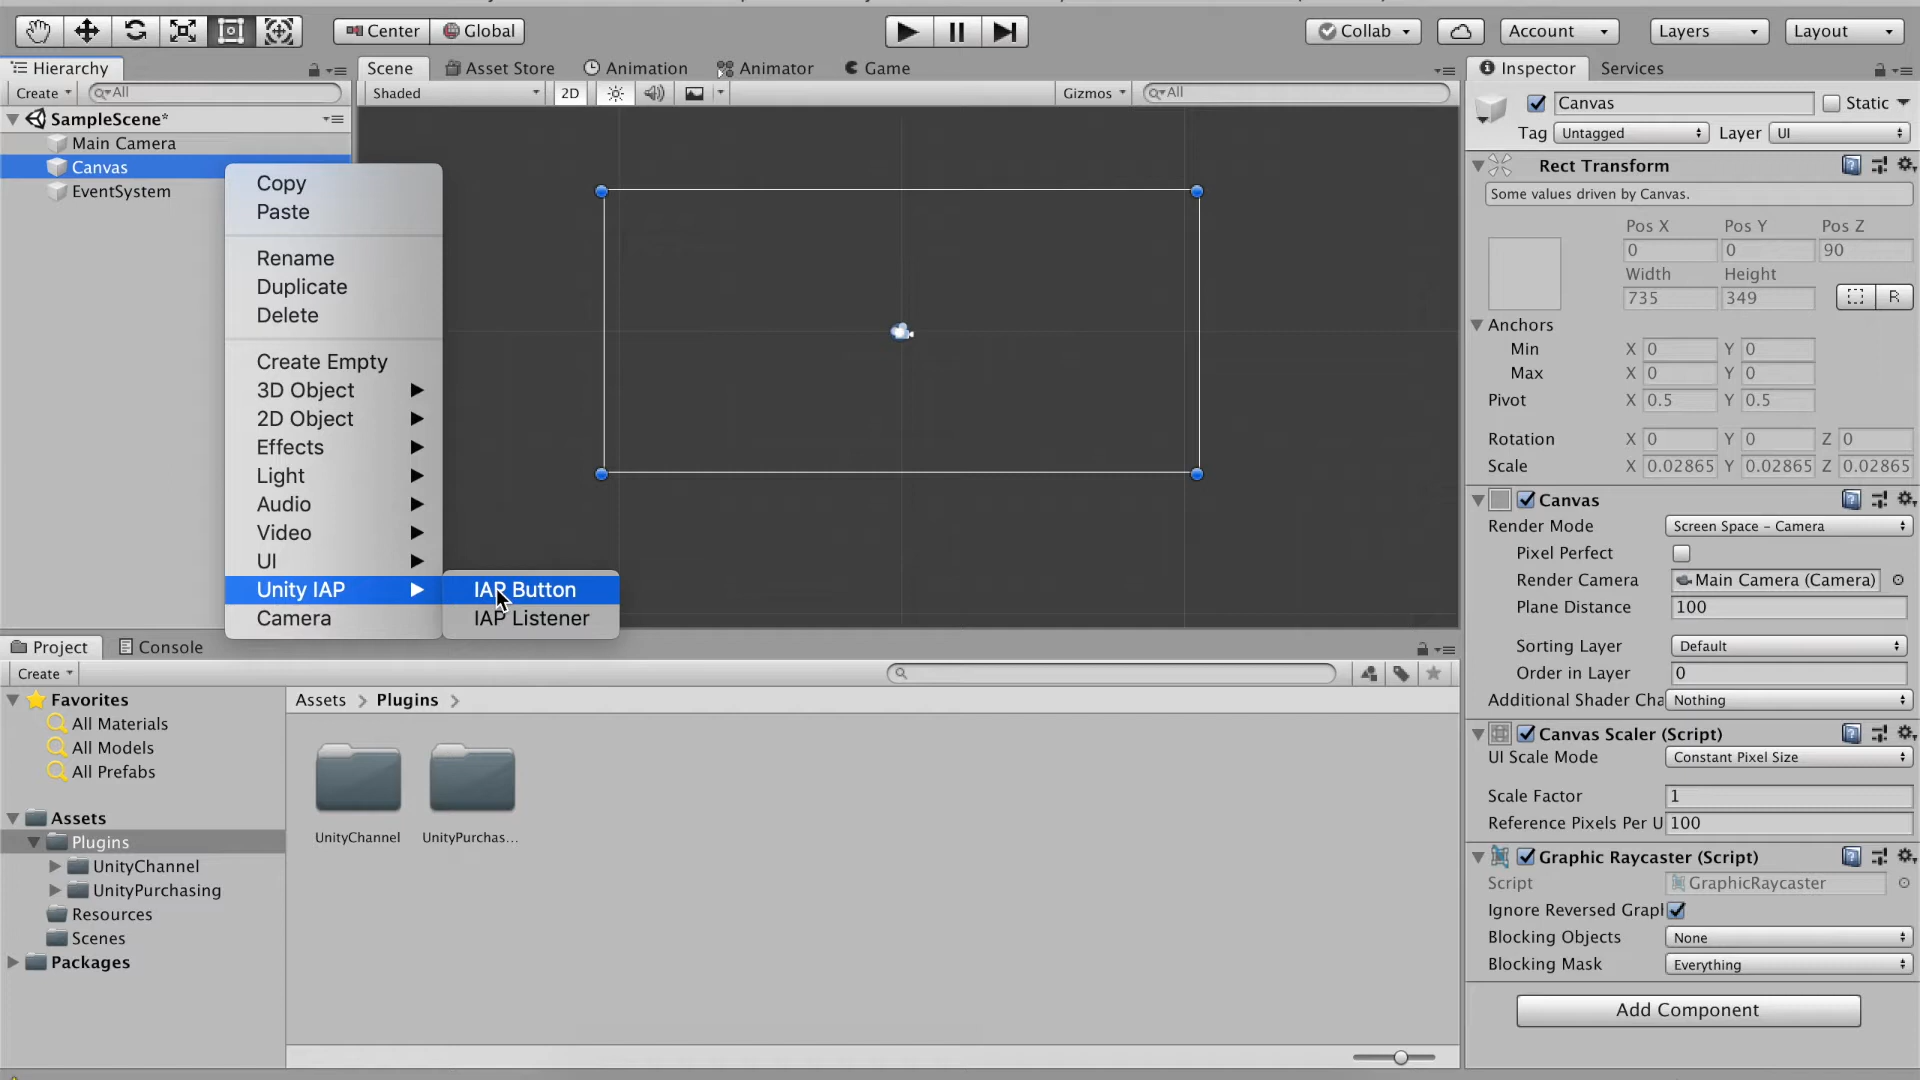 Center
Global
Collab
Account
Layers
Layout
Hierarchy
Scene
Asset Store
Animation
Animator
Game
Inspector
Services
Create
All
Shaded
2D
Gizmos
All
SampleScene*
Main Camera
Canvas
EventSystem
Copy
Paste
Rename
Duplicate
Delete
Create Empty
3D Object
2D Object
Effects
Light
Audio
Video
UI
Unity IAP
Camera
IAP Button
IAP Listener
Canvas
Static
Tag Untagged
Layer UI
Rect Transform
Some values driven by Canvas.
Pos X Pos Y Pos Z
0 0 90
Width Height
735 349
R
Anchors
Min X 0 Y 0
Max X 0 Y 0
Pivot X 0.5 Y 0.5
Rotation X 0 Y 0 Z 0
Scale X 0.02865 Y 0.02865 Z 0.02865
Canvas
Render Mode Screen Space - Camera
Pixel Perfect
Render Camera Main Camera (Camera)
Plane Distance 100
Sorting Layer Default
Order in Layer 0
Additional Shader Cha Nothing
Canvas Scaler (Script)
UI Scale Mode Constant Pixel Size
Scale Factor 1
Reference Pixels Per U 100
Graphic Raycaster (Script)
Script GraphicRaycaster
Ignore Reversed Grapl
Blocking Objects None
Blocking Mask Everything
Add Component
Project
Console
Create
Favorites
All Materials
All Models
All Prefabs
Assets
Plugins
UnityChannel
UnityPurchasing
Resources
Scenes
Packages
Assets > Plugins >
UnityChannel
UnityPurchas...